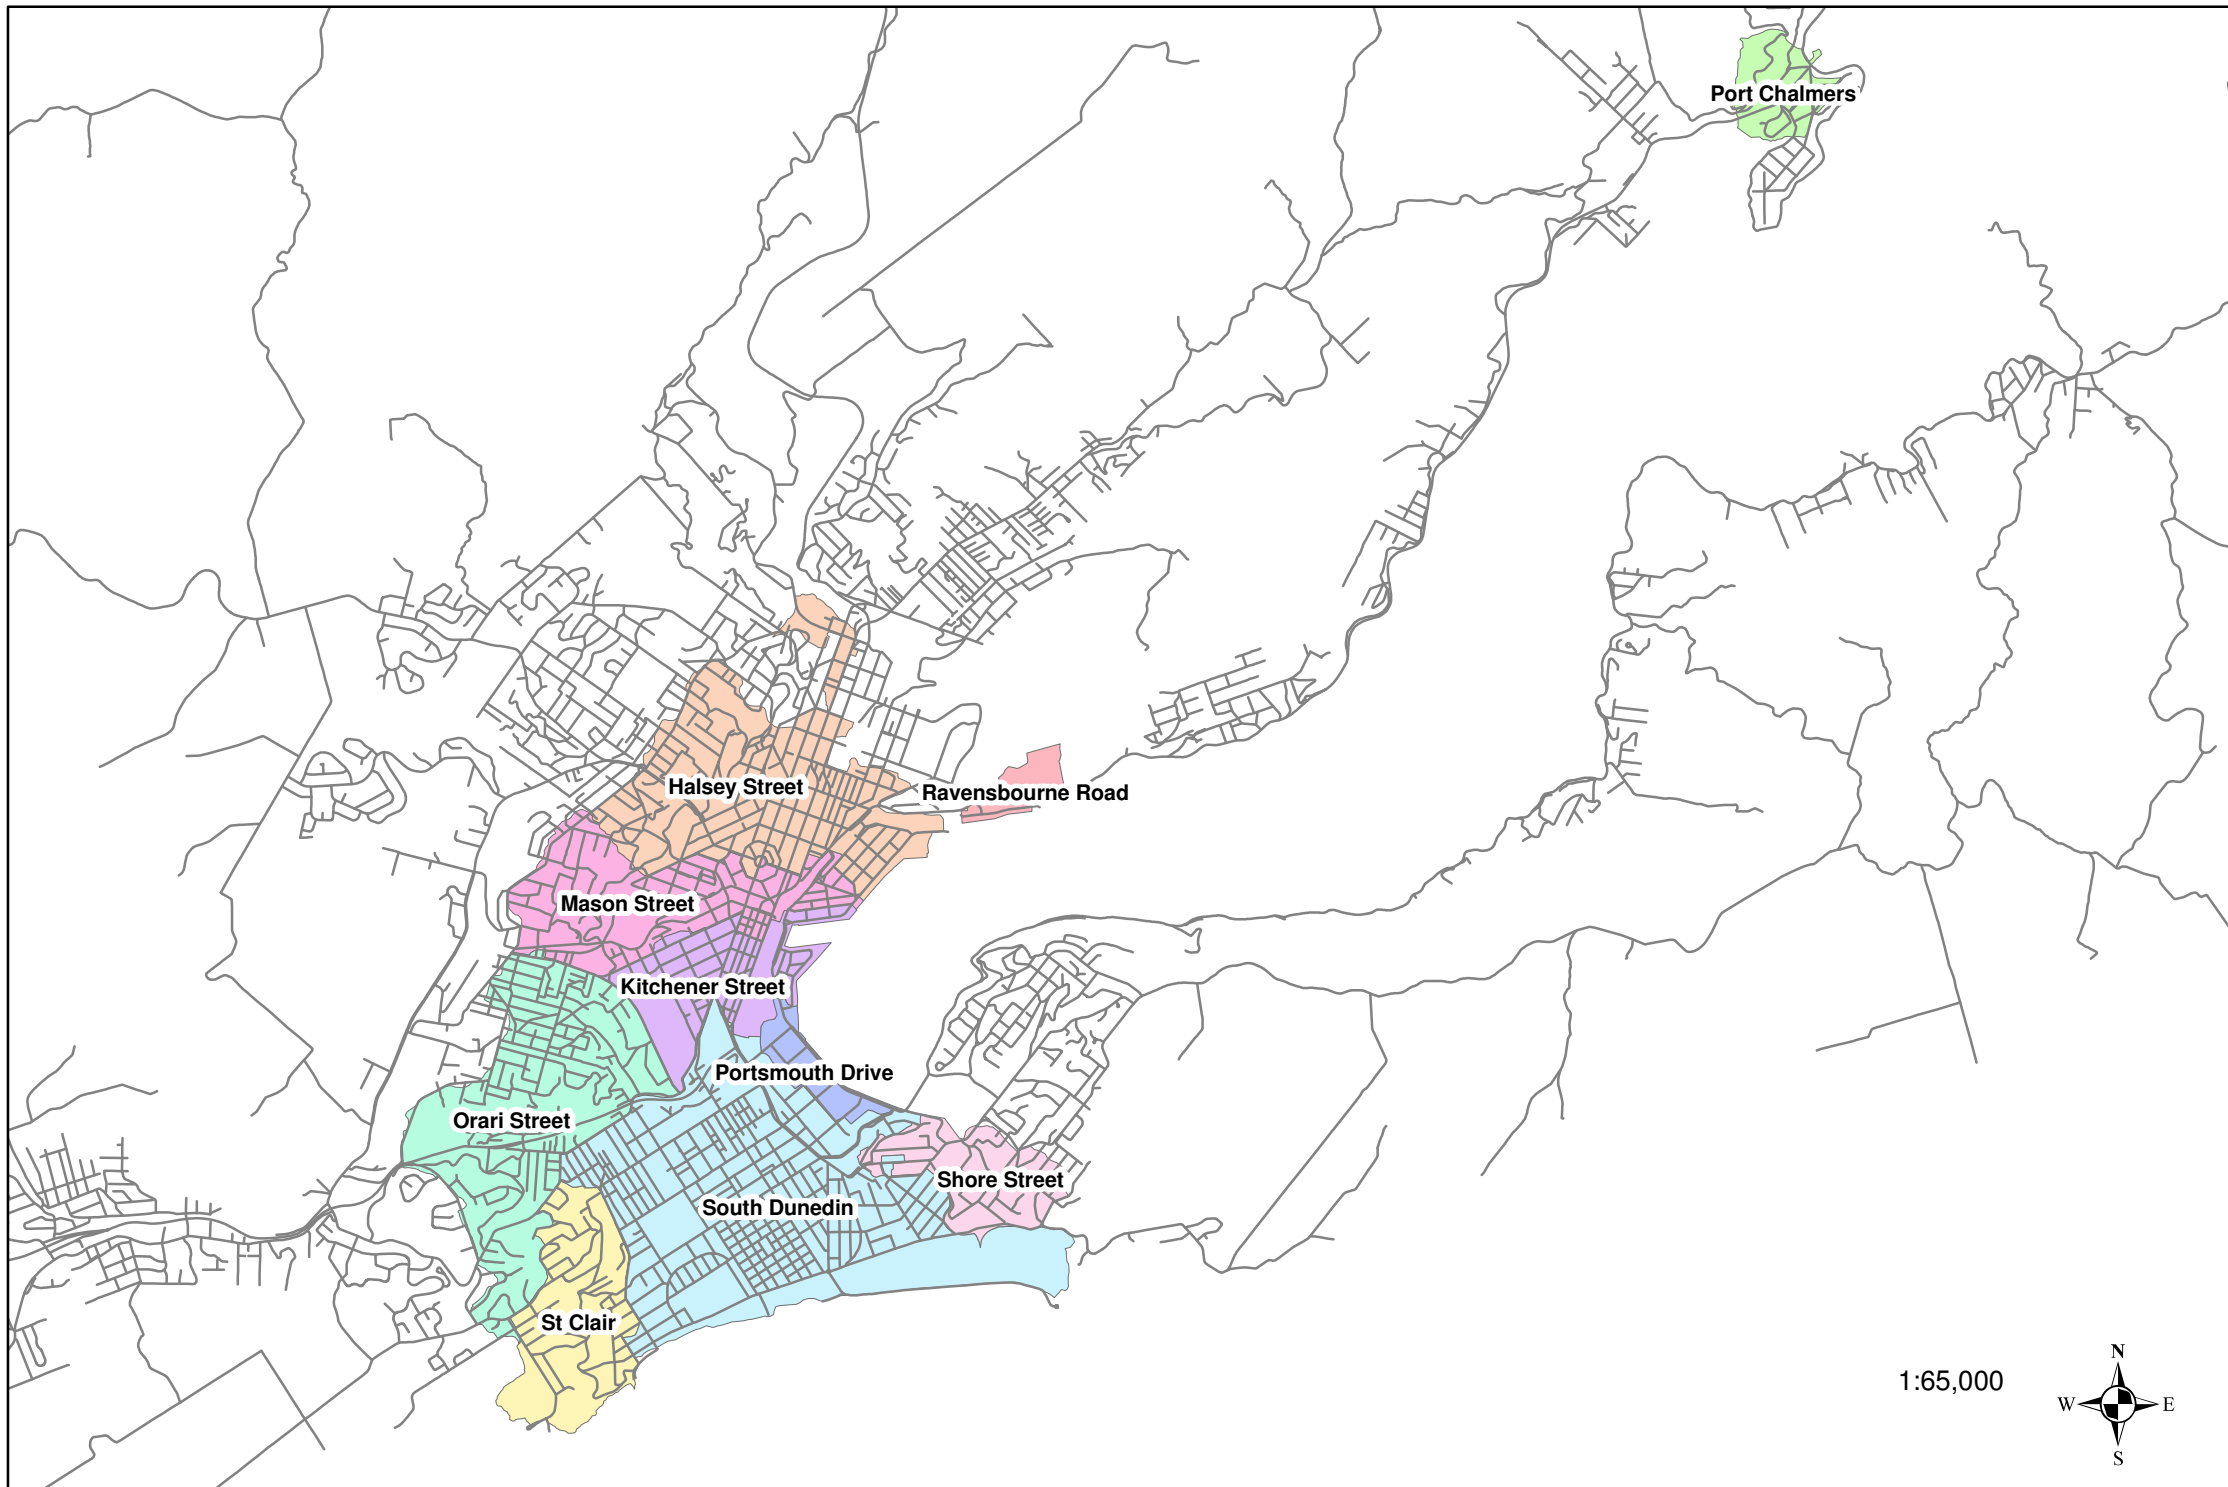 Port Chalmers
Halsey Street
Ravensbourne Road
Mason Street
Kitchener Street
Portsmouth Drive
Orari Street
Shore Street
South Dunedin
St Clair
1:65,000
N
W E
S